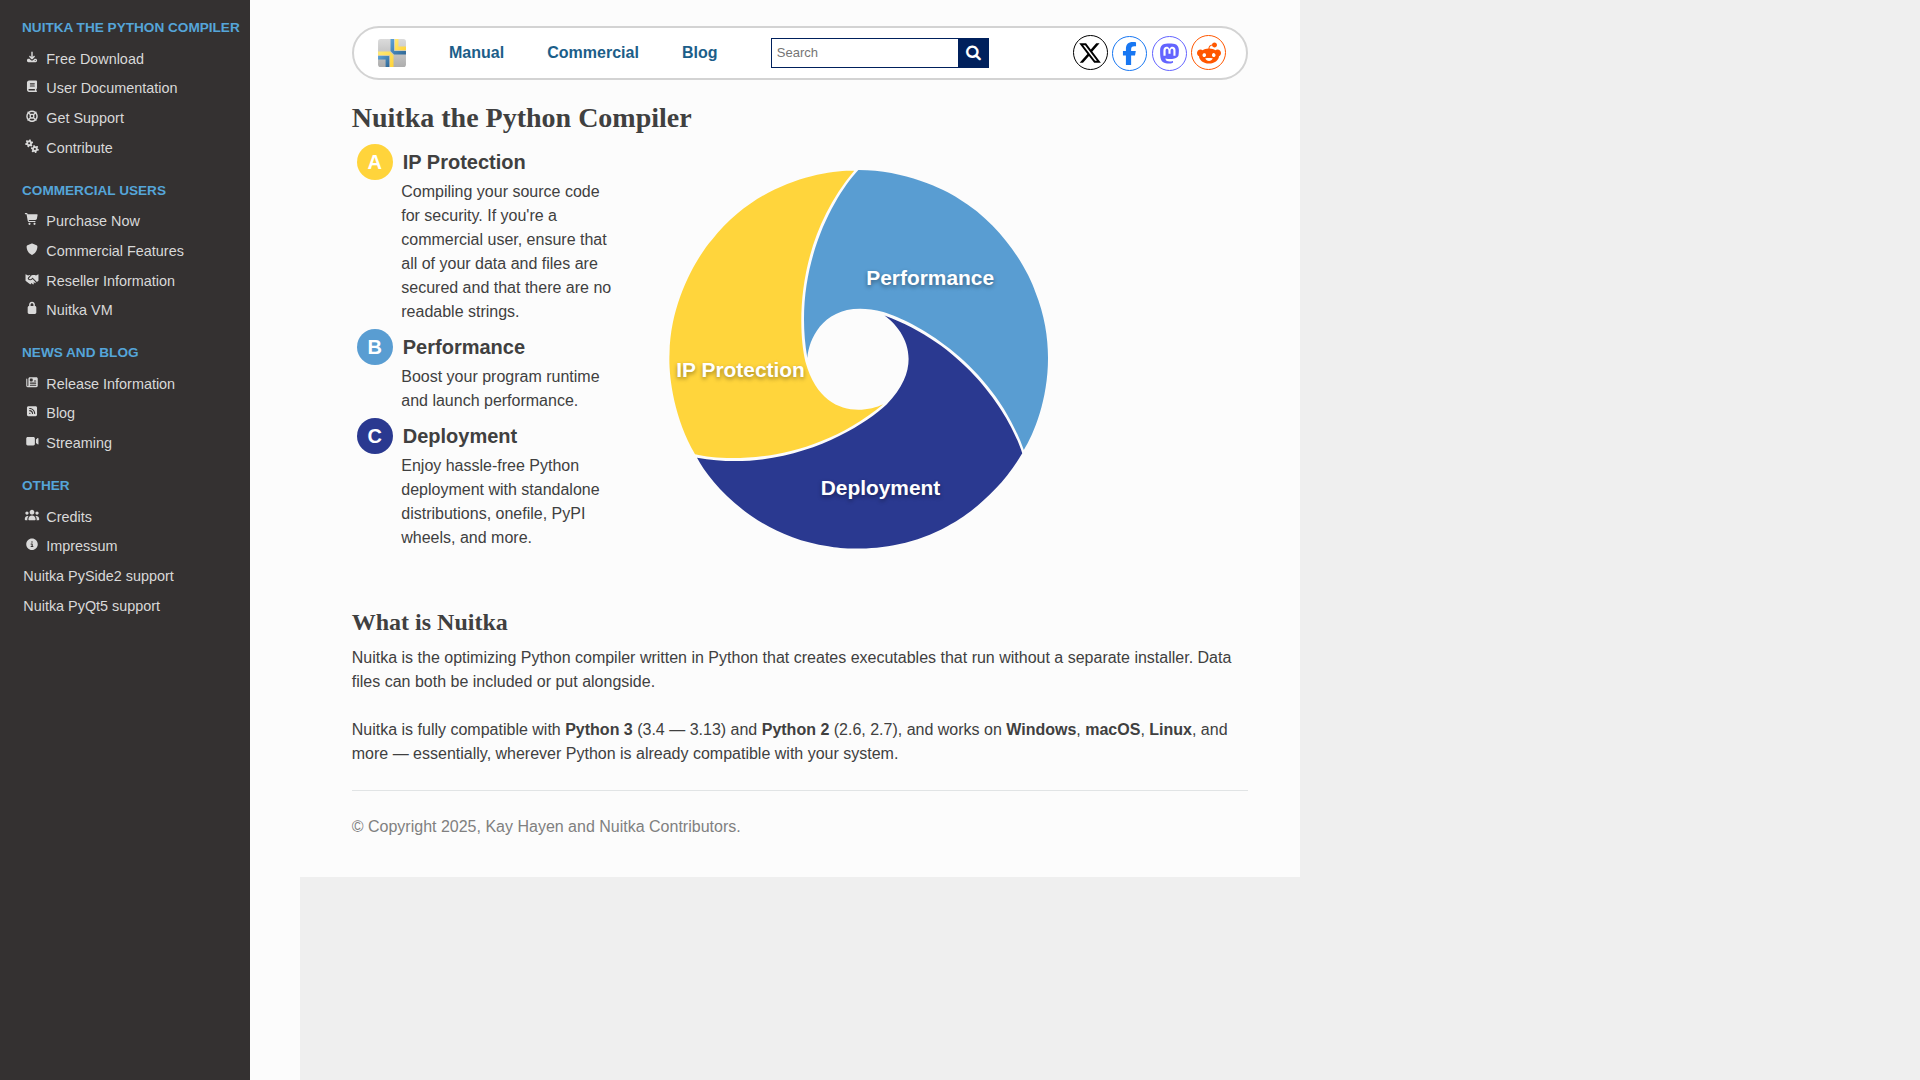 NUITKA THE PYTHON COMPILER
Free Download
User Documentation
Get Support
Contribute
COMMERCIAL USERS
Purchase Now
Commercial Features
Reseller Information
Nuitka VM
NEWS AND BLOG
Release Information
Blog
Streaming
OTHER
Credits
Impressum
Nuitka PySide2 support
Nuitka PyQt5 support
Manual
Commercial
Blog
Search
Nuitka the Python Compiler
A IP Protection
Compiling your source code
for security. If you're a
commercial user, ensure that
all of your data and files are
secured and that there are no
readable strings.
B Performance
Boost your program runtime
and launch performance.
C Deployment
Enjoy hassle-free Python
deployment with standalone
distributions, onefile, PyPI
wheels, and more.
Performance
IP Protection
Deployment
What is Nuitka
Nuitka is the optimizing Python compiler written in Python that creates executables that run without a separate installer. Data
files can both be included or put alongside.
Nuitka is fully compatible with Python 3 (3.4 — 3.13) and Python 2 (2.6, 2.7), and works on Windows, macOS, Linux, and
more — essentially, wherever Python is already compatible with your system.
© Copyright 2025, Kay Hayen and Nuitka Contributors.